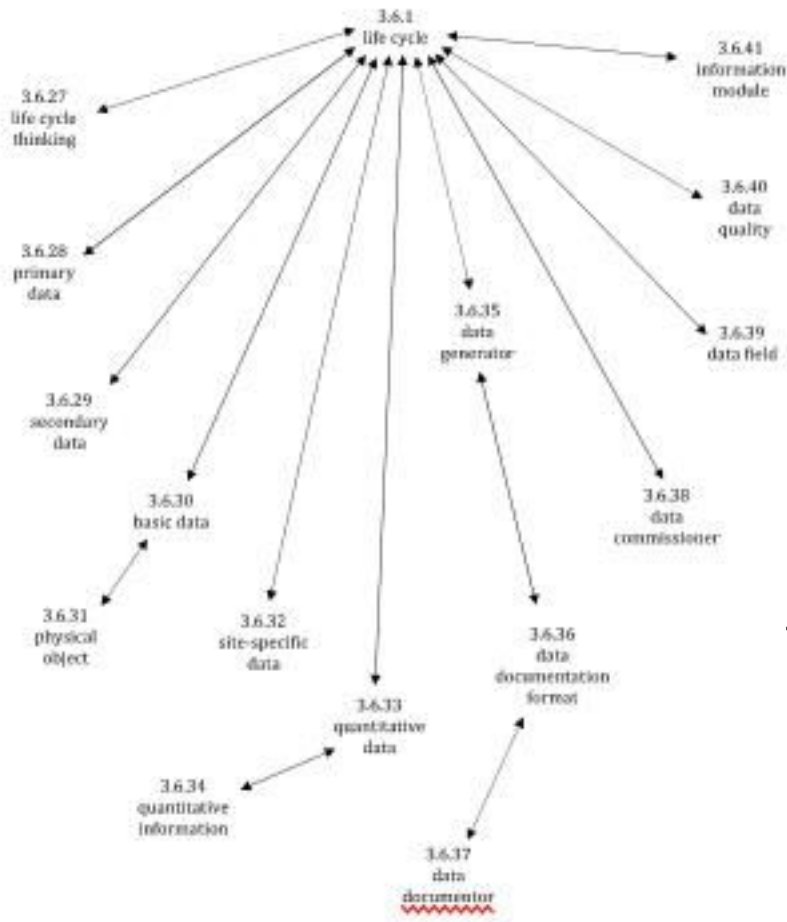 3.6.1
life cycle
3.6.41
information
module
3.6.27
life cycle
thinking
3.6.40
data
quality
3.6.28
primary
data
3.6.35
data
generator
3.6.39
data field
3.6.29
secondary
data
3.6.30
basic data
3.6.38
data
commissioner
3.6.31
physical
object
3.6.32
site-specific
data
3.6.36
data
documentation
format
3.6.33
quantitative
data
3.6.34
quantitative
information
3.6.37
data
documentor